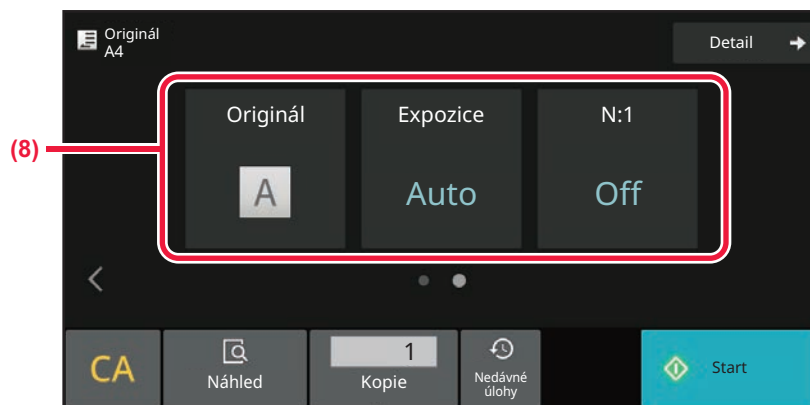 Originál
A4
Detail
(8)
Originál
Expozice
N:1
A
Auto
Off
CA
Náhled
1
Kopie
Nedávné
úlohy
Start